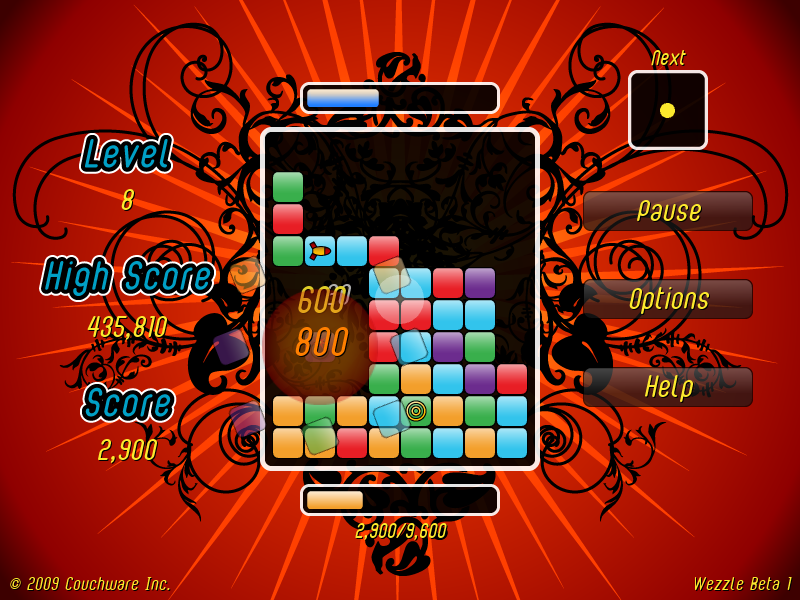 Next
Level
8
Pause
High Score
435,810
600
800
Options
Score
2,900
Help
2,900/9,600
© 2009 Couchware Inc.
Wezzle Beta 1